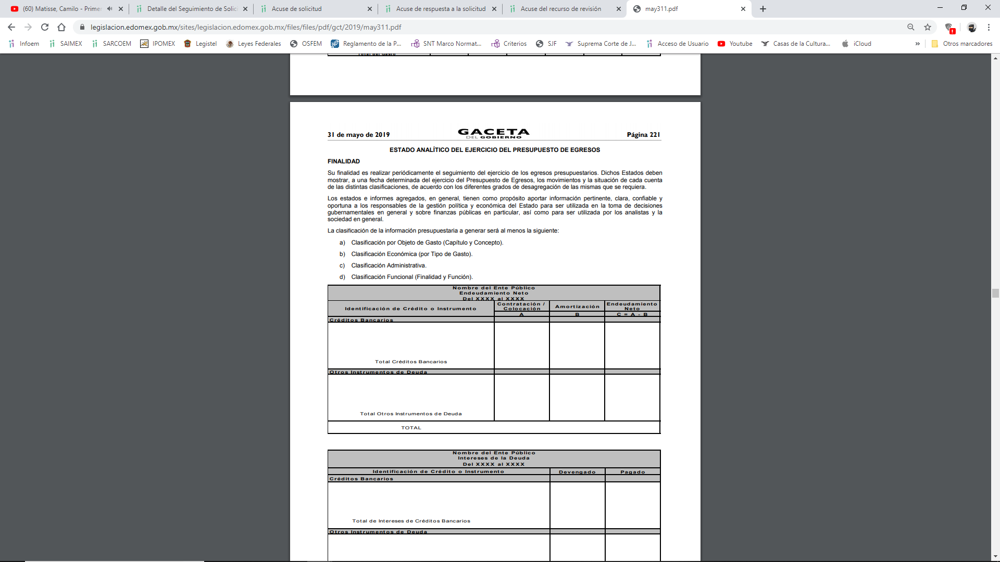 (60) Matisse, Camilo - Primer
Detalle del Seguimiento de Solic
Acuse de solicitud
Acuse de respuesta a la solicitud
Acuse del recurso de revisión
may311.pdf
legislacion.edomex.gob.mx/sites/legislacion.edomex.gob.mx/files/files/pdf/gct/2019/may311.pdf
Infoem
SAIMEX
SARCOEM
IPOMEX
Legistel
Leyes Federales
OSFEM
Reglamento de la P...
SNT Marco Normat...
Criterios
SJF
Suprema Corte de J...
Acceso de Usuario
Youtube
Casas de la Cultura...
iCloud
»
Otros marcadores
Total del Gasto
31 de mayo de 2019
GACETA
DEL GOBIERNO
Página 221
ESTADO ANALÍTICO DEL EJERCICIO DEL PRESUPUESTO DE EGRESOS
FINALIDAD
Su finalidad es realizar periódicamente el seguimiento del ejercicio de los egresos presupuestarios. Dichos Estados deben
mostrar, a una fecha determinada del ejercicio del Presupuesto de Egresos, los movimientos y la situación de cada cuenta
de las distintas clasificaciones, de acuerdo con los diferentes grados de desagregación de las mismas que se requiera.
Los estados e informes agregados, en general, tienen como propósito aportar información pertinente, clara, confiable y
oportuna a los responsables de la gestión política y económica del Estado para ser utilizada en la toma de decisiones
gubernamentales en general y sobre finanzas públicas en particular, así como para ser utilizada por los analistas y la
sociedad en general.
La clasificación de la información presupuestaria a generar será al menos la siguiente:
a) Clasificación por Objeto de Gasto (Capítulo y Concepto).
b) Clasificación Económica (por Tipo de Gasto).
c) Clasificación Administrativa.
d) Clasificación Funcional (Finalidad y Función).
Nombre del Ente Público
Endeudamiento Neto
Del XXXX al XXXX
Identificación de Crédito o Instrumento
Contratación /
Colocación
Amortización
Endeudamiento
Neto
A
B
C = A - B
Créditos Bancarios
Total Créditos Bancarios
Otros Instrumentos de Deuda
Total Otros Instrumentos de Deuda
TOTAL
Nombre del Ente Público
Intereses de la Deuda
Del XXXX al XXXX
Identificación de Crédito o Instrumento
Devengado
Pagado
Créditos Bancarios
Total de Intereses de Créditos Bancarios
Otros Instrumentos de Deuda